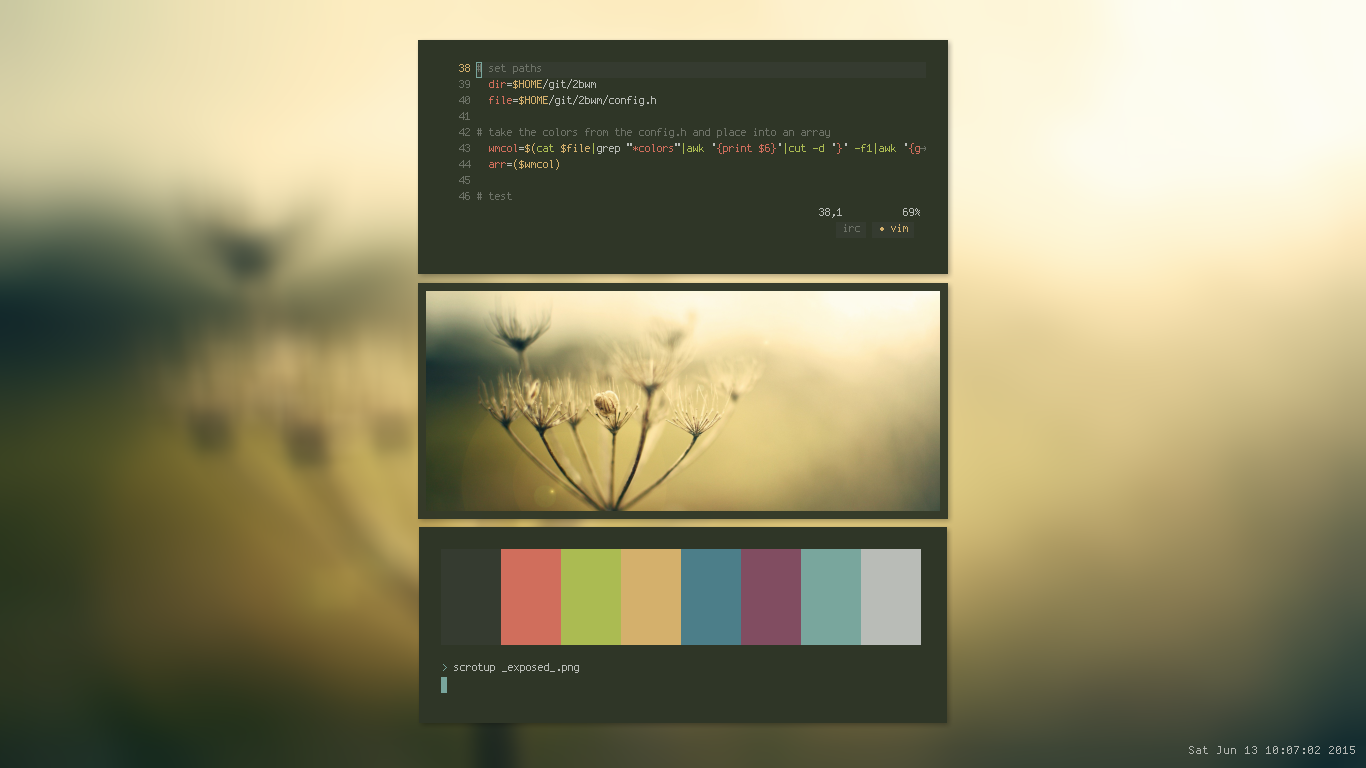 38 # set paths
39 dir=$HOME/git/2bwm
40 file=$HOME/git/2bwm/config.h
41
42 # take the colors from the config.h and place into an array
43 wmcol=$(cat $file|grep "*colors"|awk '{print $6}'|cut -d '}' -f1|awk '{g→
44 arr=($wmcol)
45
46 # test
38,1 69%
irc • vim
> scrotup _exposed_.png
Sat Jun 13 10:07:02 2015